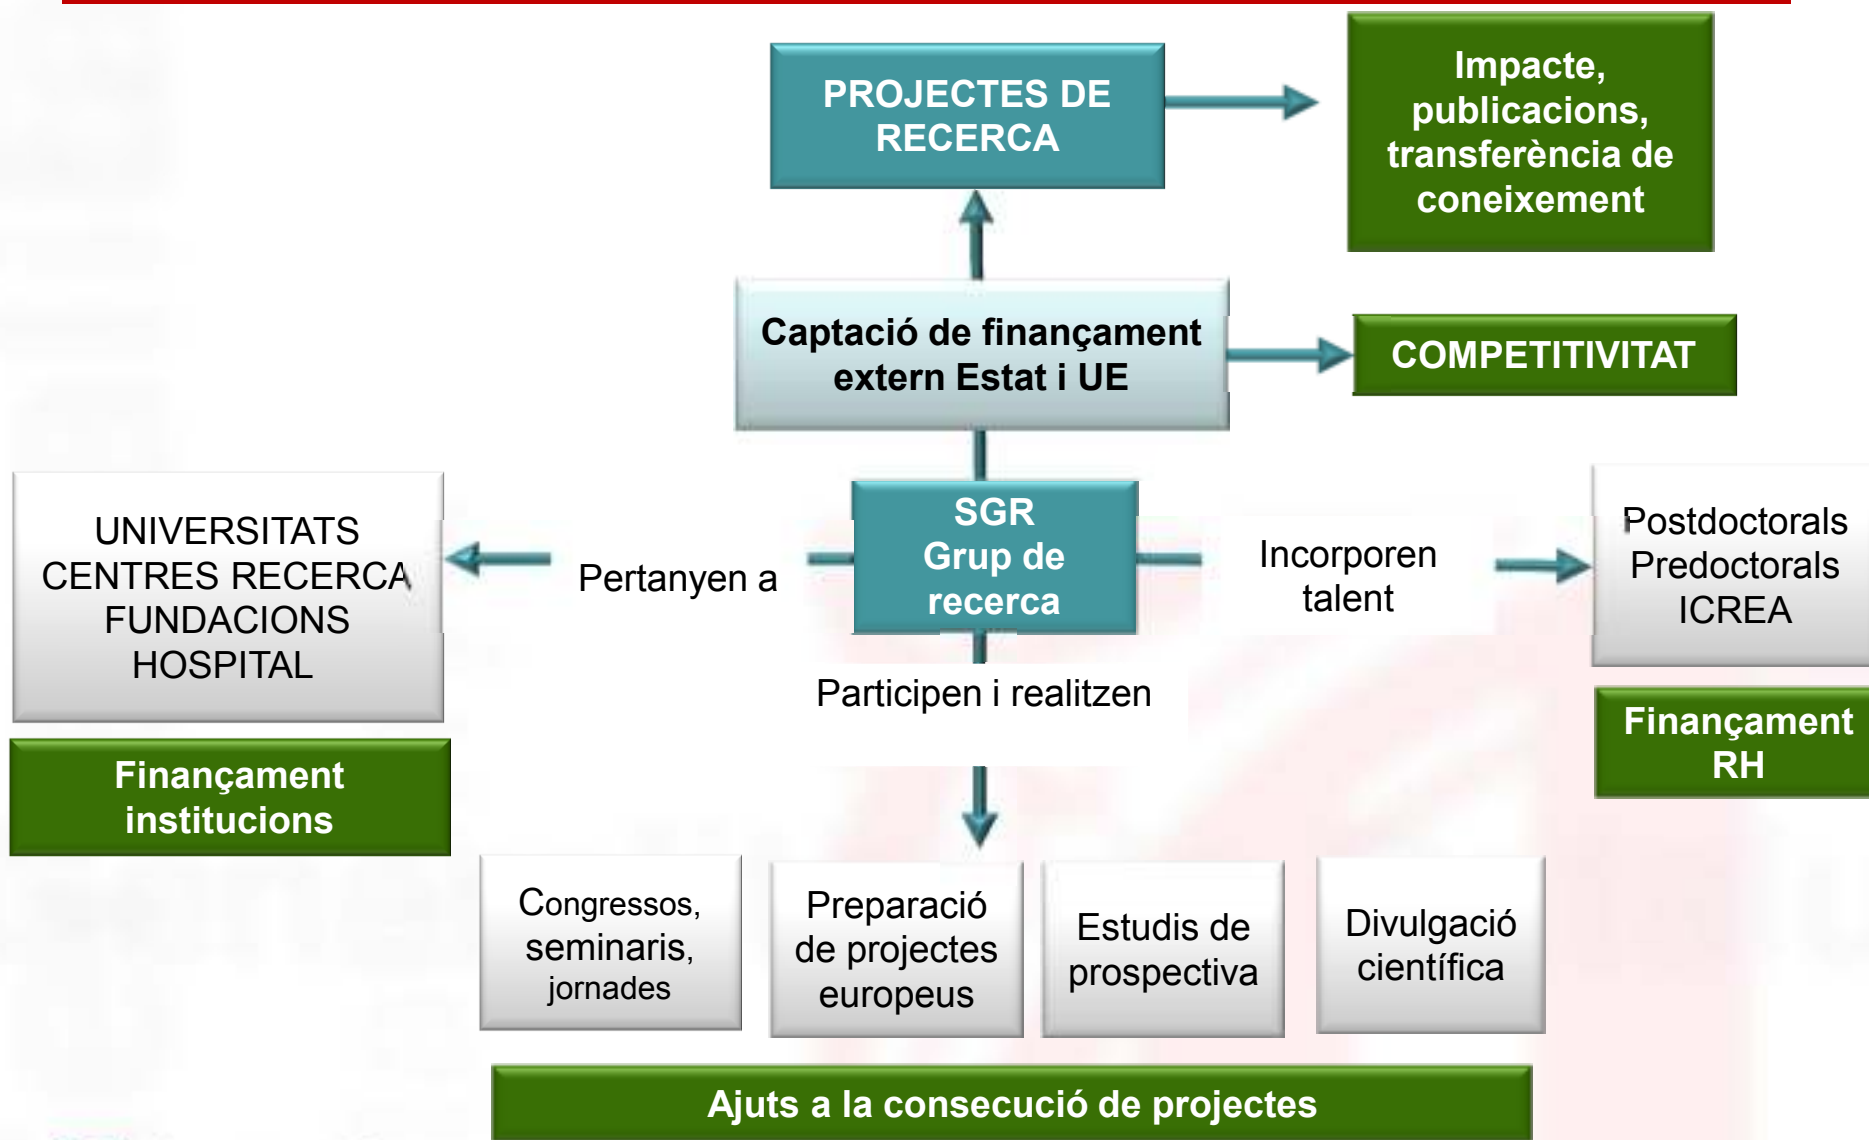 PROJECTES DE
RECERCA
Impacte,
publicacions,
transferència de
coneixement
Captació de finançament
extern Estat i UE
COMPETITIVITAT
UNIVERSITATS
CENTRES RECERCA
FUNDACIONS
HOSPITAL
Pertanyen a
SGR
Grup de
recerca
Incorporen
talent
Postdoctorals
Predoctorals
ICREA
Participen i realitzen
Finançament
institucions
Finançament
RH
Congressos,
seminaris,
jornades
Preparació
de projectes
europeus
Estudis de
prospectiva
Divulgació
científica
Ajuts a la consecució de projectes